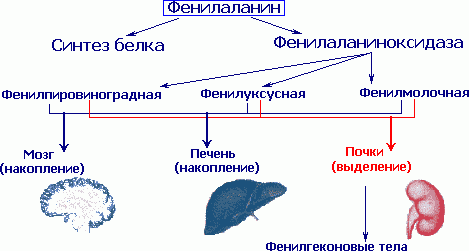 Фенилаланин
Синтез белка
Фенилаланиноксидаза
Фенилпировиноградная
Фенилуксусная
Фенилмолочная
Мозг
(накопление)
Печень
(накопление)
Почки
(выделение)
Фенилгеконовые тела